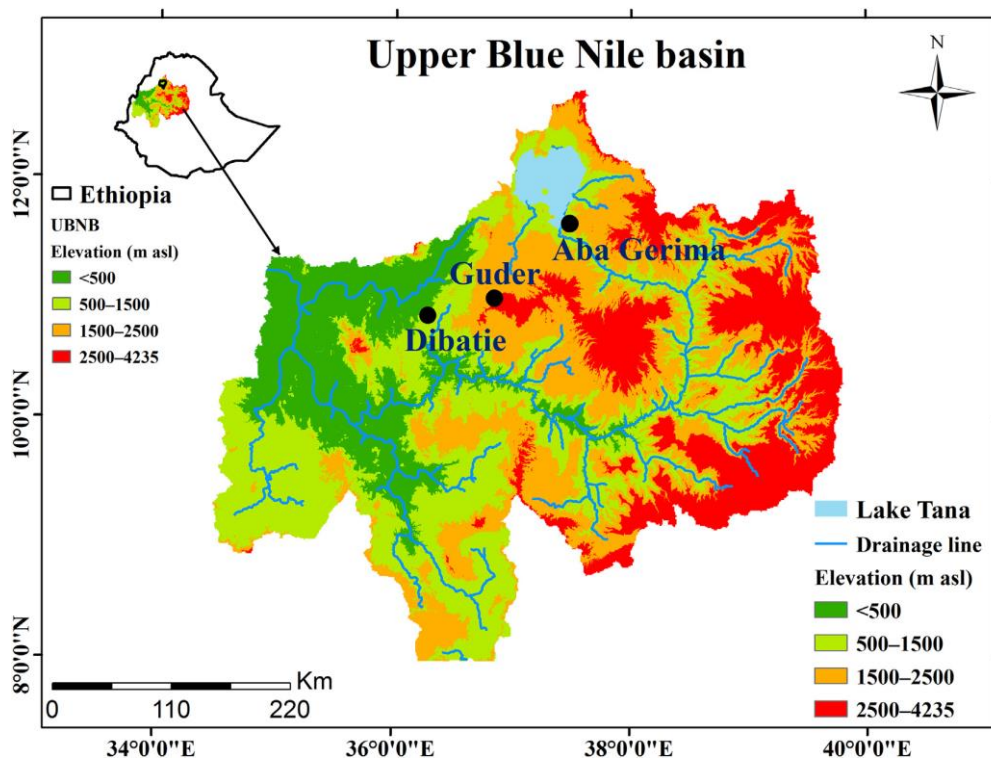 Upper Blue Nile basin
N
12°0'0"N
10°0'0"N
8°0'0"N
Ethiopia
UBNB
Elevation (m asl)
<500
500–1500
1500–2500
2500–4235
Aba Gerima
Guder
Dibatie
Lake Tana
Drainage line
Elevation (m asl)
<500
500–1500
1500–2500
2500–4235
Km
0 110 220
34°0'0"E 36°0'0"E 38°0'0"E 40°0'0"E